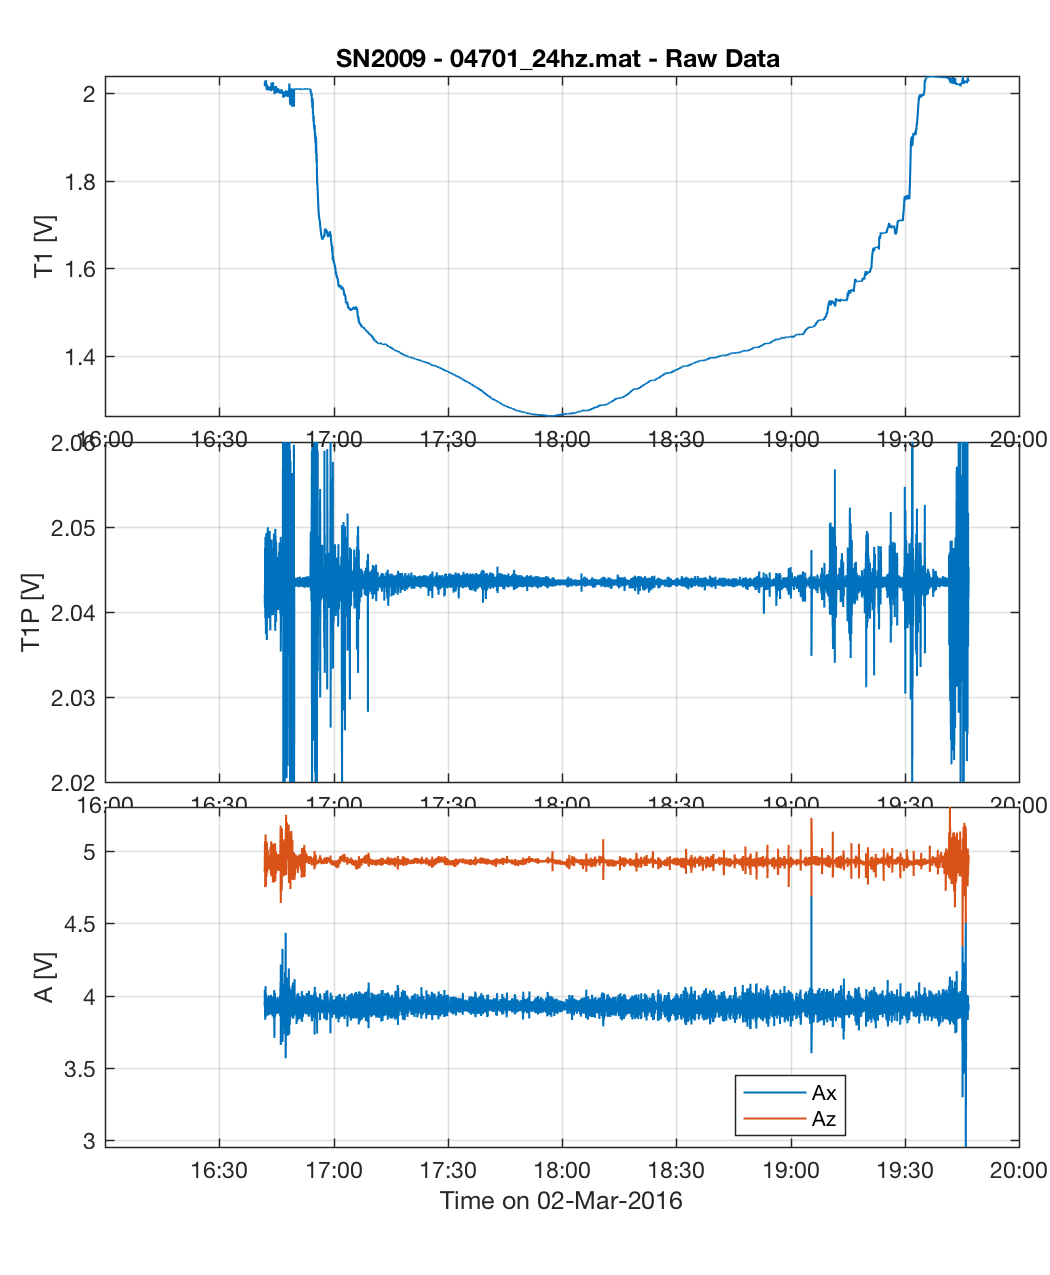 SN2009 - 04701_24hz.mat - Raw Data
2
1.8
1.6
1.4
T1 [V]
16:00 16:30 17:00 17:30 18:00 18:30 19:00 19:30 20:00
2.06
2.05
2.04
2.03
2.02
T1P [V]
16:00 16:30 17:00 17:30 18:00 18:30 19:00 19:30 20:00
5
4.5
4
3.5
3
A [V]
Ax
Az
16:30 17:00 17:30 18:00 18:30 19:00 19:30 20:00
Time on 02-Mar-2016